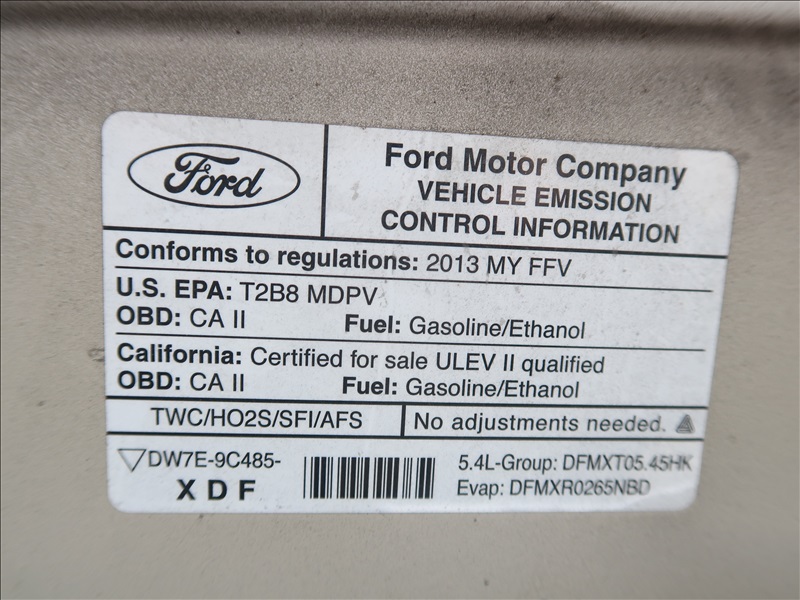 Ford
Ford Motor Company
VEHICLE EMISSION
CONTROL INFORMATION
Conforms to regulations: 2013 MY FFV
U.S. EPA: T2B8 MDPV
OBD: CA II Fuel: Gasoline/Ethanol
California: Certified for sale ULEV II qualified
OBD: CA II Fuel: Gasoline/Ethanol
TWC/HO2S/SFI/AFS No adjustments needed.
DW7E-9C485-
XDF
5.4L-Group: DFMXT05.45HK
Evap: DFMXR0265NBD